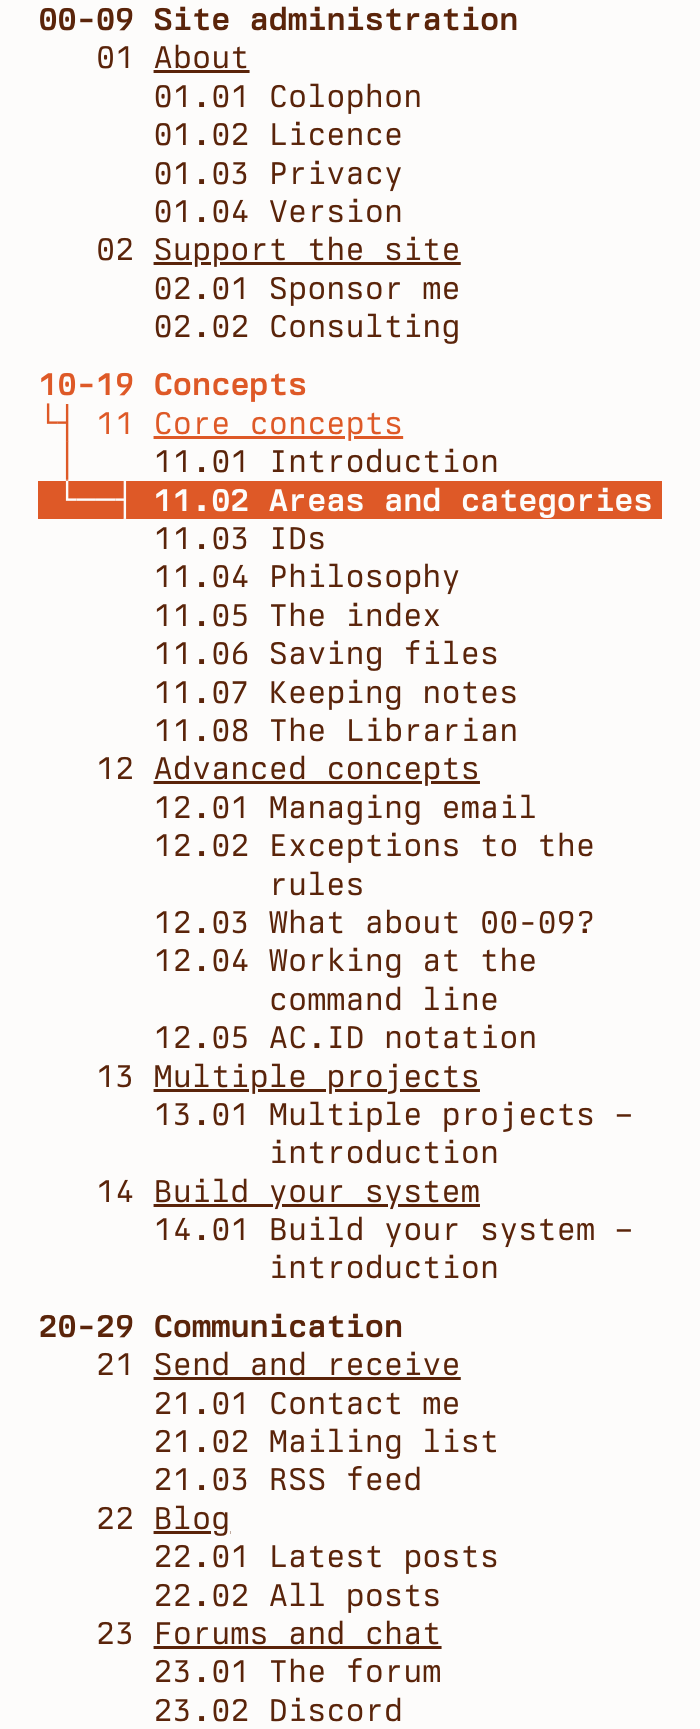 00-09 Site administration
01 About
01.01 Colophon
01.02 Licence
01.03 Privacy
01.04 Version
02 Support the site
02.01 Sponsor me
02.02 Consulting
10-19 Concepts
11 Core concepts
11.01 Introduction
11.02 Areas and categories
11.03 IDs
11.04 Philosophy
11.05 The index
11.06 Saving files
11.07 Keeping notes
11.08 The Librarian
12 Advanced concepts
12.01 Managing email
12.02 Exceptions to the
rules
12.03 What about 00-09?
12.04 Working at the
command line
12.05 AC.ID notation
13 Multiple projects
13.01 Multiple projects –
introduction
14 Build your system
14.01 Build your system –
introduction
20-29 Communication
21 Send and receive
21.01 Contact me
21.02 Mailing list
21.03 RSS feed
22 Blog
22.01 Latest posts
22.02 All posts
23 Forums and chat
23.01 The forum
23.02 Discord